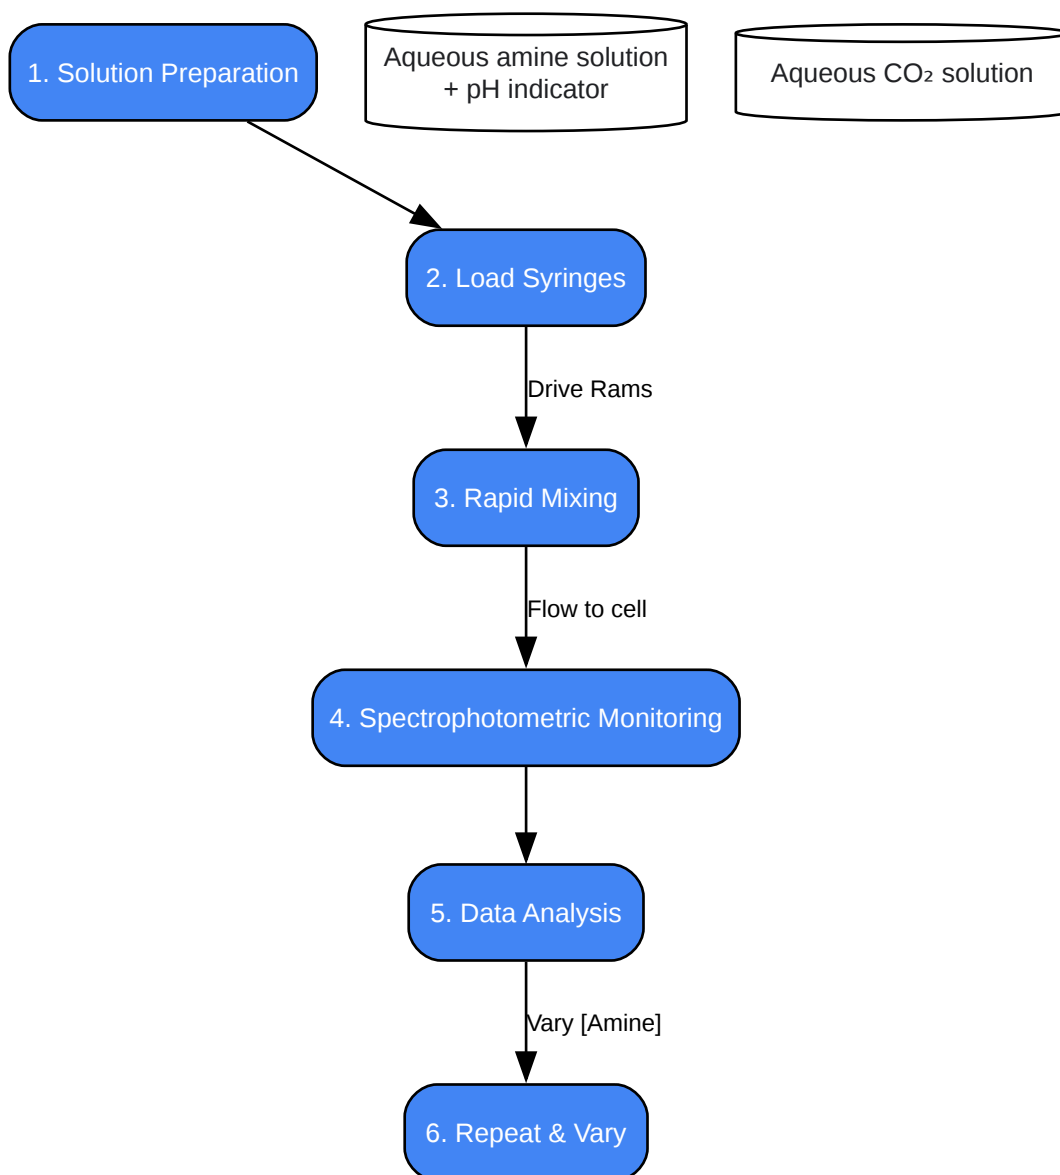 1. Solution Preparation
Aqueous amine solution
+ pH indicator
Aqueous CO₂ solution
2. Load Syringes
Drive Rams
3. Rapid Mixing
Flow to cell
4. Spectrophotometric Monitoring
5. Data Analysis
Vary [Amine]
6. Repeat & Vary